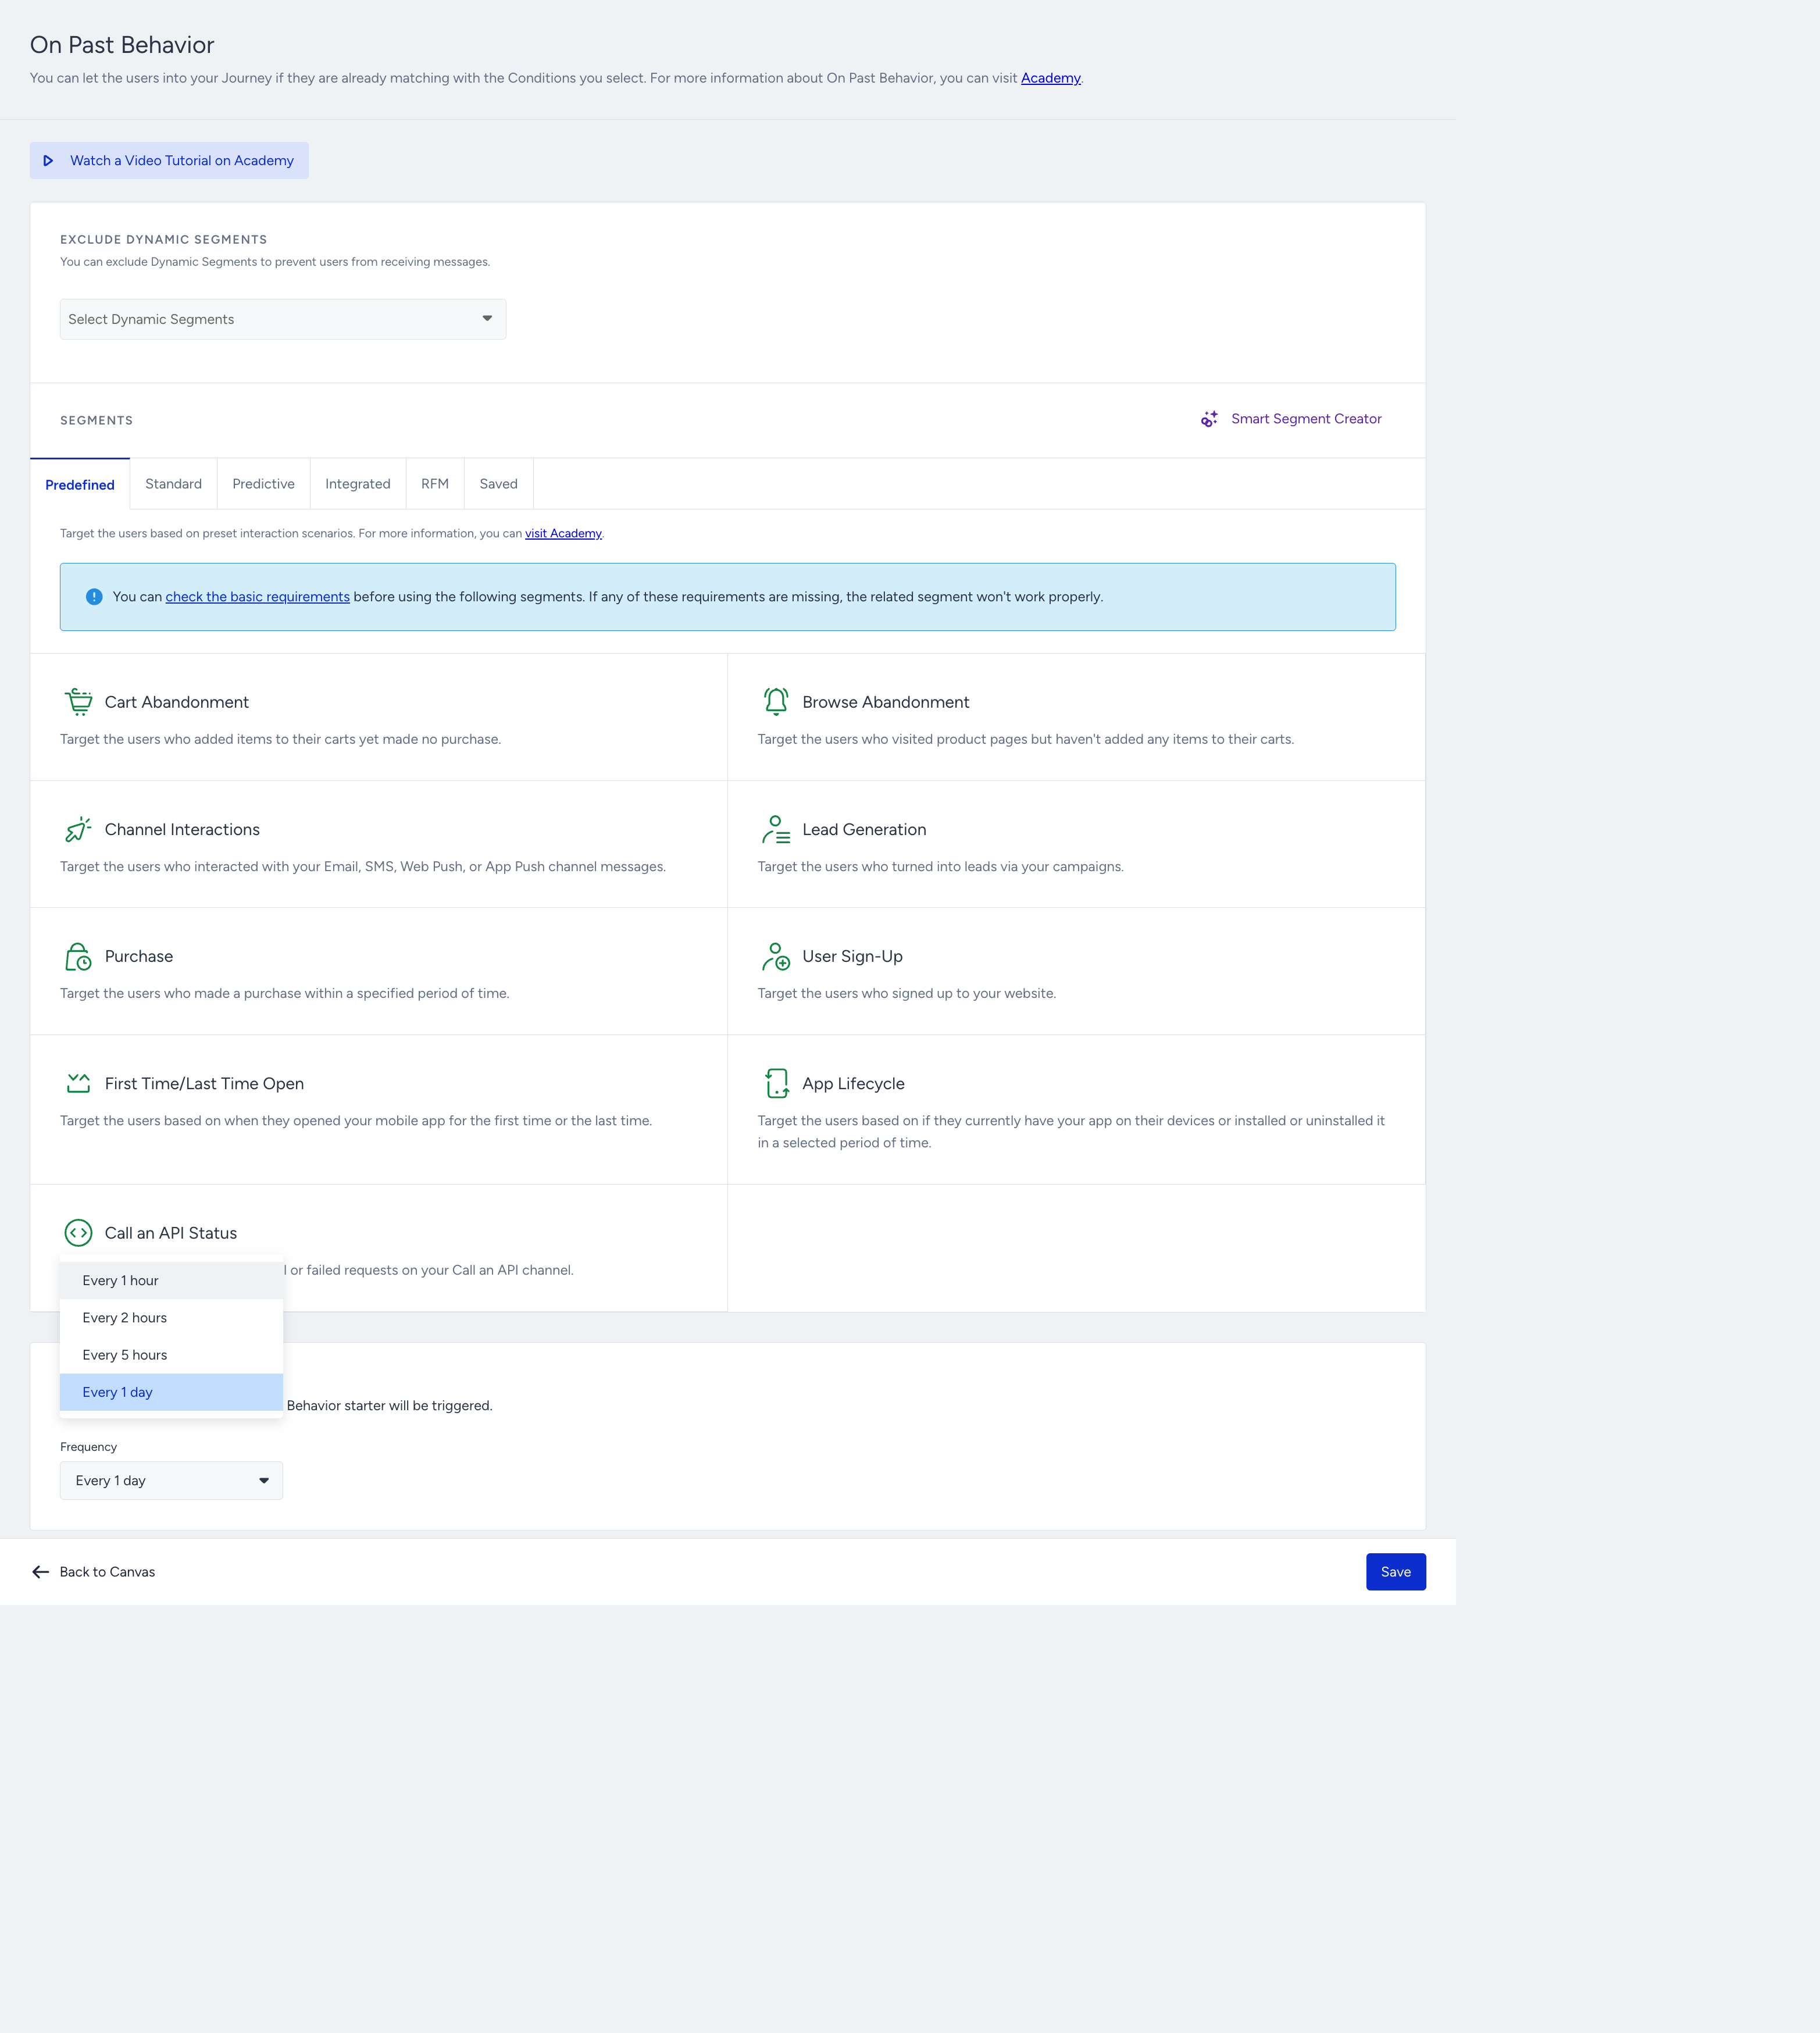 On Past Behavior
You can let the users into your Journey if they are already matching with the Conditions you select. For more information about On Past Behavior, you can visit Academy.
Watch a Video Tutorial on Academy
EXCLUDE DYNAMIC SEGMENTS
You can exclude Dynamic Segments to prevent users from receiving messages.
Select Dynamic Segments
SEGMENTS
Smart Segment Creator
Predefined
Standard
Predictive
Integrated
RFM
Saved
Target the users based on preset interaction scenarios. For more information, you can visit Academy.
You can check the basic requirements before using the following segments. If any of these requirements are missing, the related segment won't work properly.
Cart Abandonment
Target the users who added items to their carts yet made no purchase.
Browse Abandonment
Target the users who visited product pages but haven't added any items to their carts.
Channel Interactions
Target the users who interacted with your Email, SMS, Web Push, or App Push channel messages.
Lead Generation
Target the users who turned into leads via your campaigns.
Purchase
Target the users who made a purchase within a specified period of time.
User Sign-Up
Target the users who signed up to your website.
First Time/Last Time Open
Target the users based on when they opened your mobile app for the first time or the last time.
App Lifecycle
Target the users based on if they currently have your app on their devices or installed or uninstalled it
in a selected period of time.
Call an API Status
or failed requests on your Call an API channel.
Every 1 hour
Every 2 hours
Every 5 hours
Every 1 day
Behavior starter will be triggered.
Frequency
Every 1 day
Back to Canvas
Save